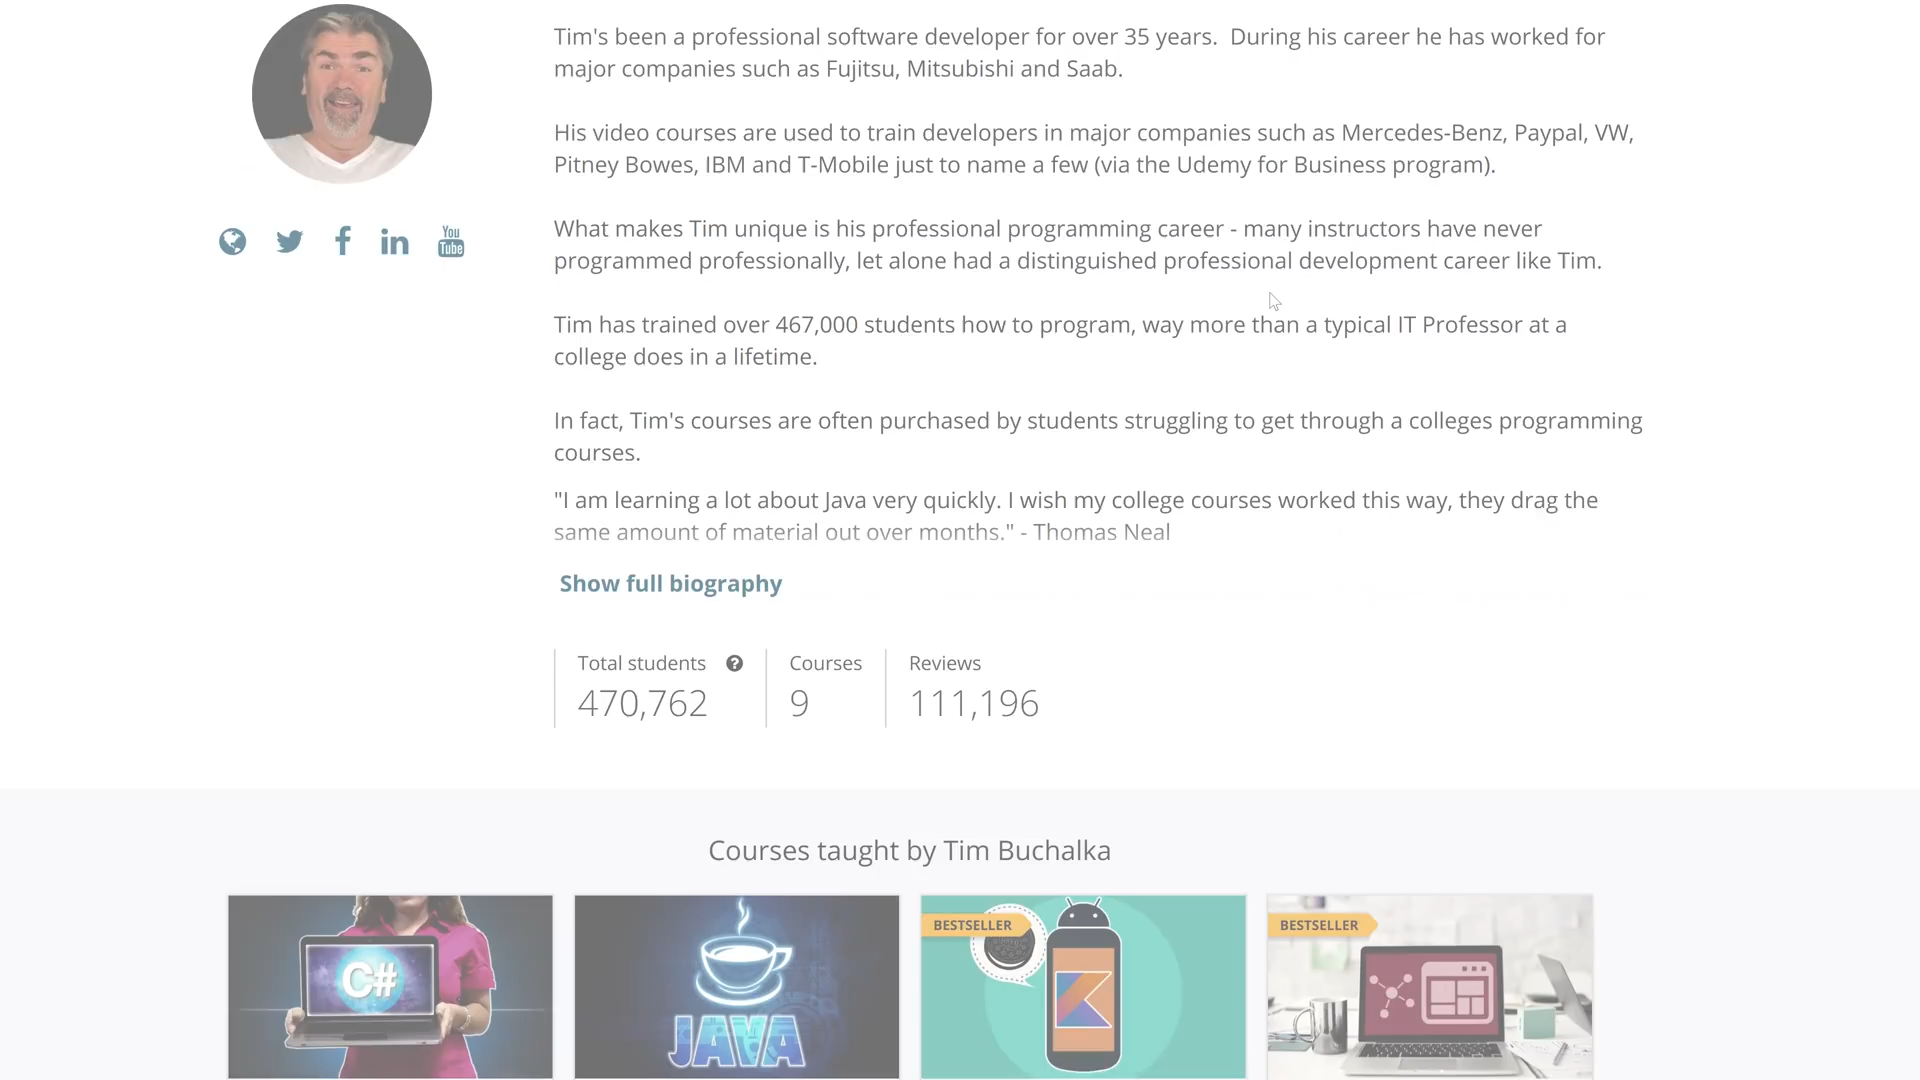 Tim's been a professional software developer for over 35 years.  During his career he has worked for
major companies such as Fujitsu, Mitsubishi and Saab.
His video courses are used to train developers in major companies such as Mercedes-Benz, Paypal, VW,
Pitney Bowes, IBM and T-Mobile just to name a few (via the Udemy for Business program).
You
Tube
What makes Tim unique is his professional programming career - many instructors have never
programmed professionally, let alone had a distinguished professional development career like Tim.
Tim has trained over 467,000 students how to program, way more than a typical IT Professor at a
college does in a lifetime.
In fact, Tim's courses are often purchased by students struggling to get through a colleges programming
courses.
"I am learning a lot about Java very quickly. I wish my college courses worked this way, they drag the
same amount of material out over months." - Thomas Neal
Show full biography
Total students ? Courses Reviews
470,762 9 111,196
Courses taught by Tim Buchalka
BESTSELLER BESTSELLER
C#
JAVA